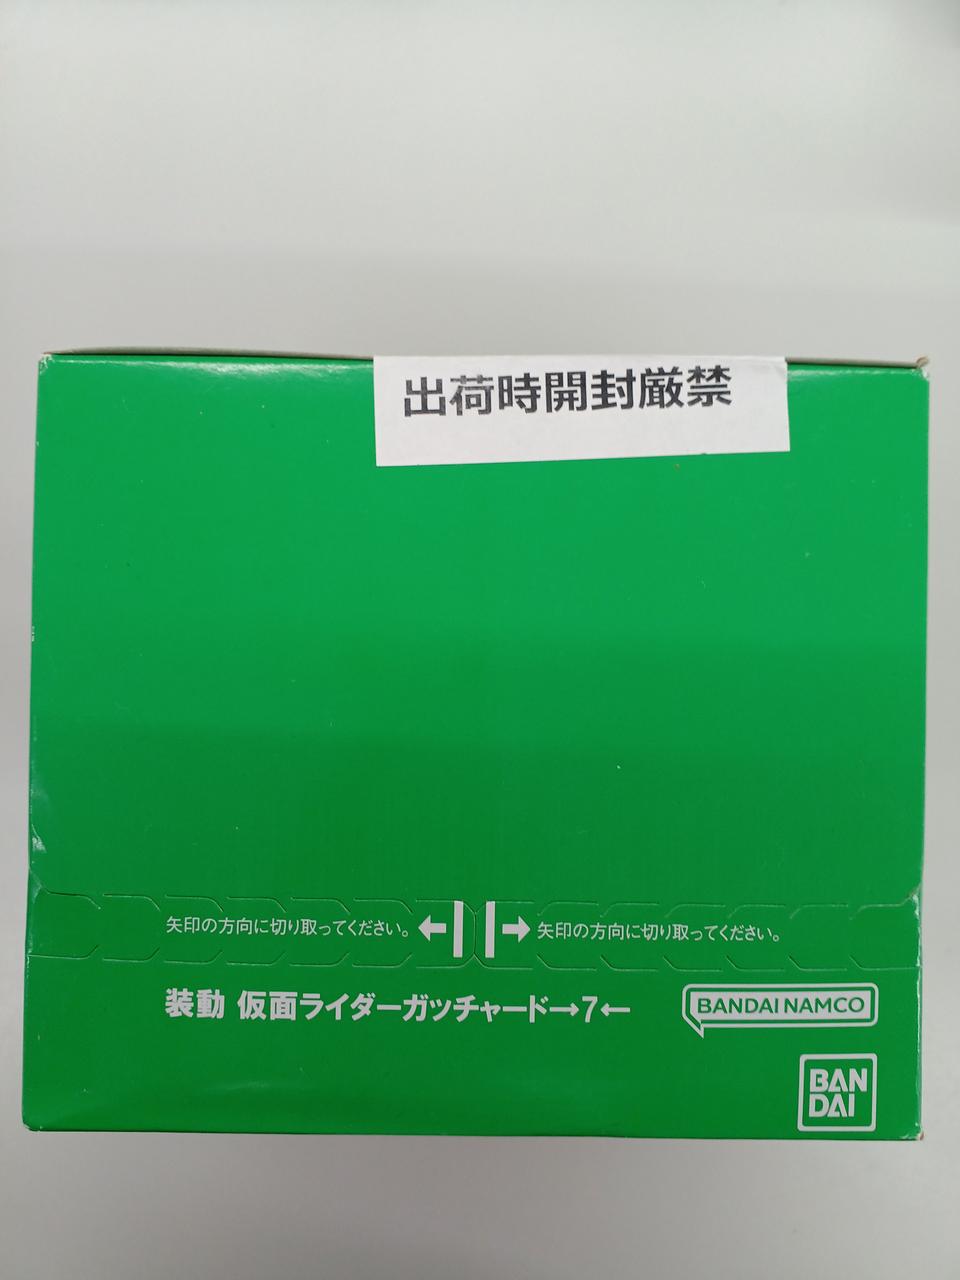 出荷時開封厳禁
矢印の方向に切り取ってください。 ← → 矢印の方向に切り取ってください。
装動 仮面ライダーガッチャード→7←
BANDAI NAMCO
BAN
DAI